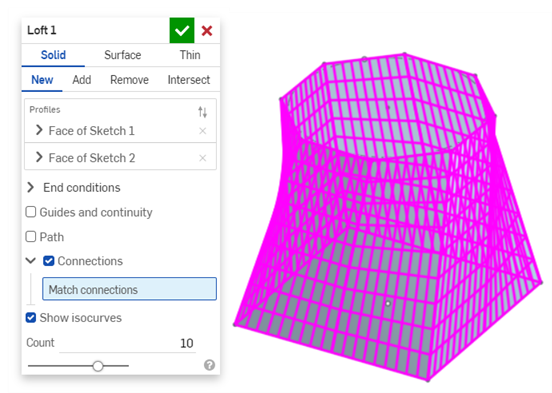 Loft 1
Solid Surface Thin
New Add Remove Intersect
Profiles
Face of Sketch 1
Face of Sketch 2
End conditions
Guides and continuity
Path
Connections
Match connections
Show isocurves
Count 10